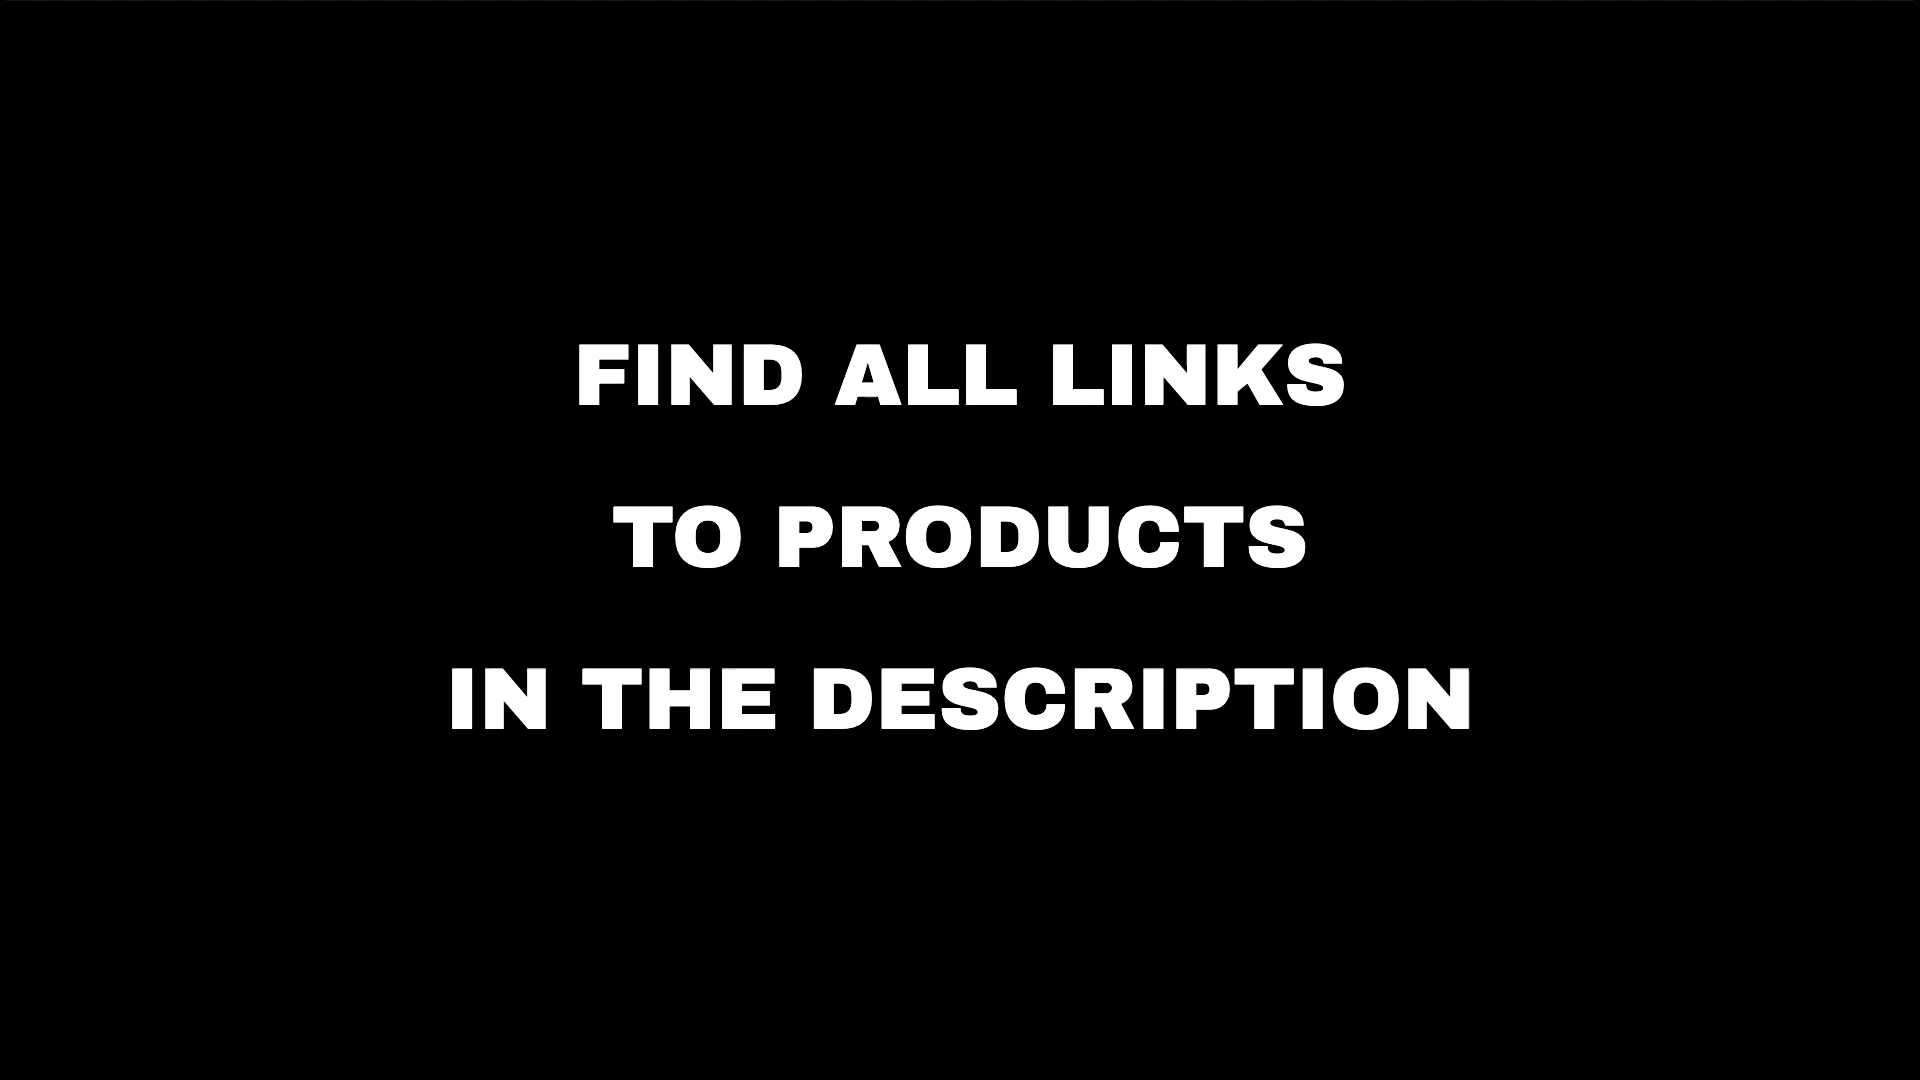 FIND ALL LINKS
TO PRODUCTS
IN THE DESCRIPTION